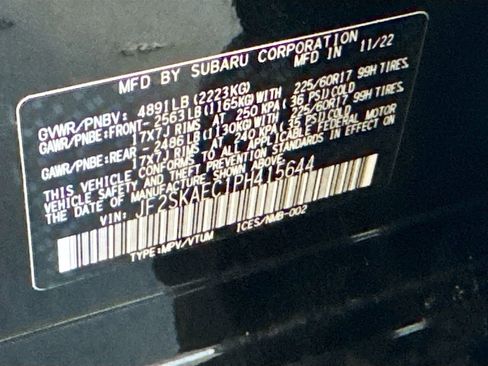 MFD BY SUBARU CORPORATION
MFD IN 11/22
GVWR/PNBV: 4891LB (2223KG)
GAWR/PNBE:FRONT- 2563LB (1165KG)WITH 225/60R17 99H TIRES
17X7J RIMS AT 250 KPA (36 PSI)COLD
GAWR/PNBE:REAR - 2486LB (1130KG)WITH 225/60R17 99H TIRES
17X7J RIMS AT 240 KPA (35 PSI)COLD
THIS VEHICLE CONFORMS TO ALL APPLICABLE FEDERAL MOTOR
VEHICLE SAFETY AND THEFT PREVENTION STANDARDS IN EFFECT ON
THE DATE OF MANUFACTURE SHOWN ABOVE.
VIN: JF2SKAEC1PH415644
TYPE:MPV/VTUM ICES/NMB-002